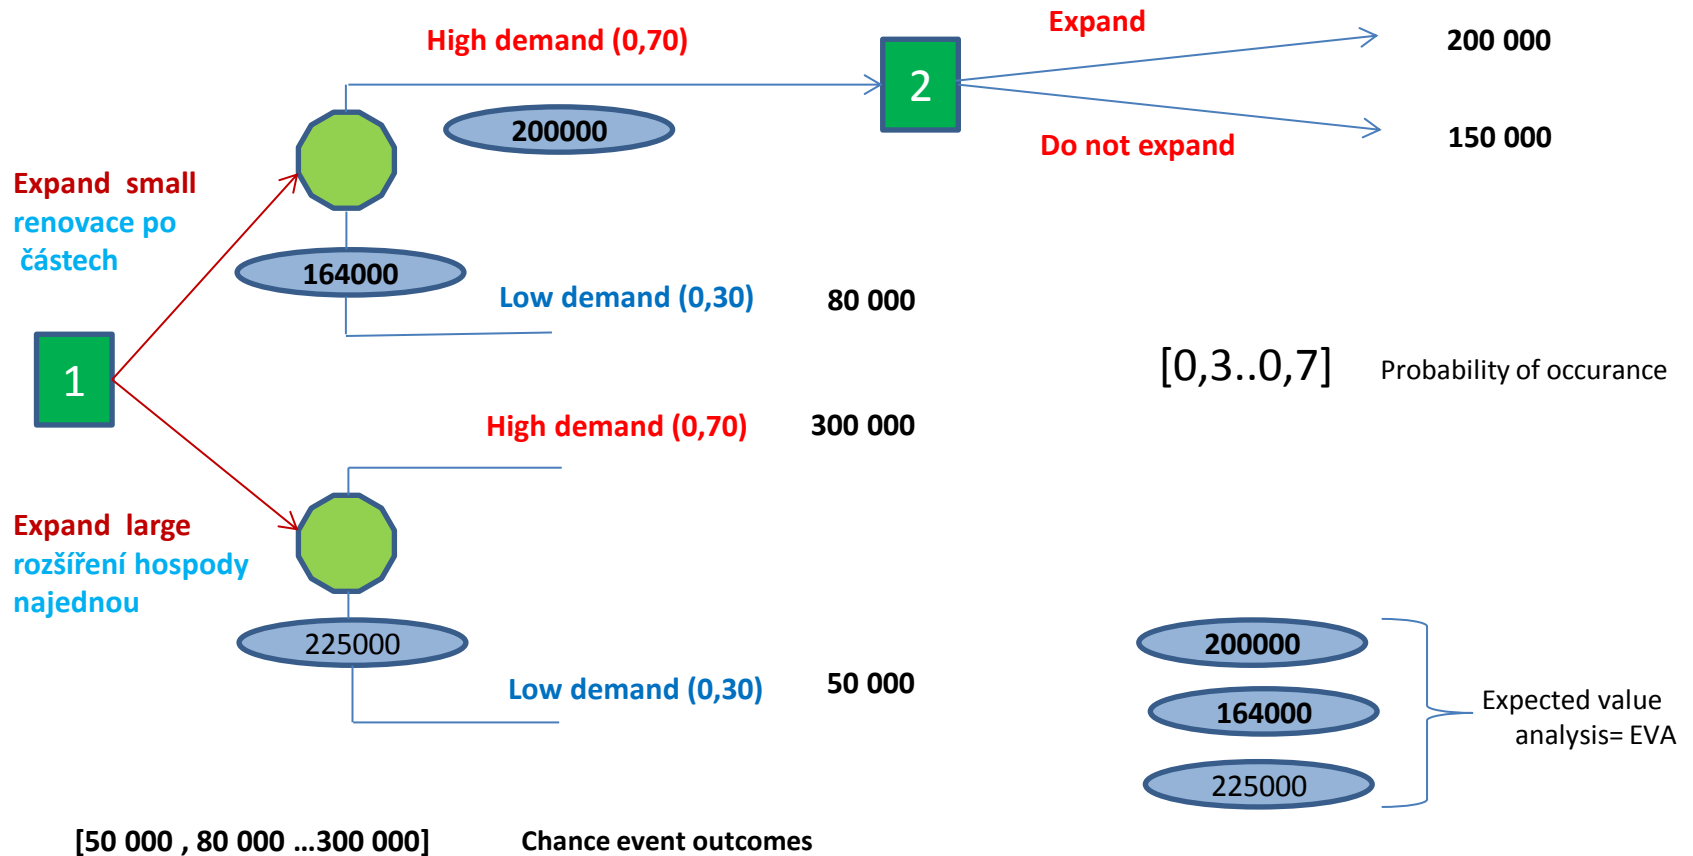 High demand (0,70)
Expand
200 000
2
200000
Do not expand
150 000
Expand small
renovace po
částech
164000
Low demand (0,30)
80 000
1
[0,3..0,7]
Probability of occurance
High demand (0,70)
300 000
Expand large
rozšíření hospody
najednou
225000
Low demand (0,30)
50 000
200000
164000
225000
Expected value
analysis= EVA
[50 000 , 80 000 ...300 000]
Chance event outcomes